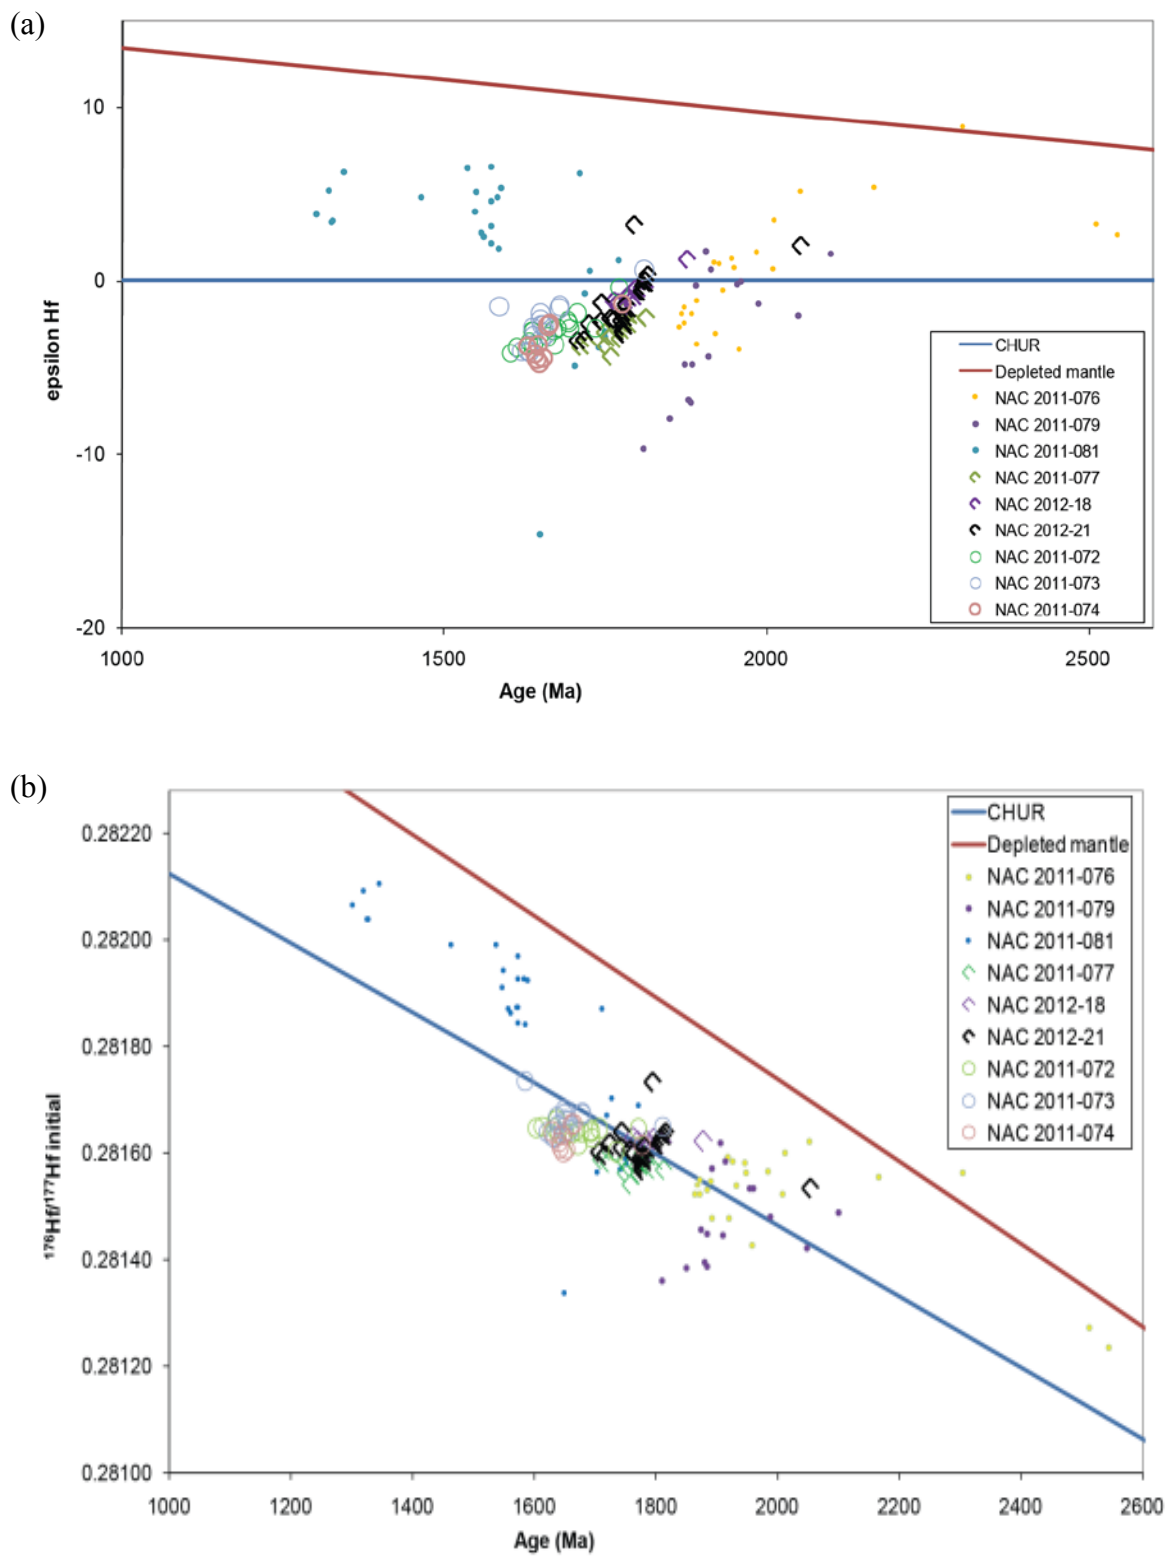 (a)
10
0
-10
-20
epsilon Hf
1000 1500 2000 2500
Age (Ma)
CHUR
Depleted mantle
NAC 2011-076
NAC 2011-079
NAC 2011-081
NAC 2011-077
NAC 2012-18
NAC 2012-21
NAC 2011-072
NAC 2011-073
NAC 2011-074
(b)
0.28220
0.28200
0.28180
0.28160
0.28140
0.28120
0.28100
¹⁷⁶Hf/¹⁷⁷Hf initial
1000 1200 1400 1600 1800 2000 2200 2400 2600
Age (Ma)
CHUR
Depleted mantle
NAC 2011-076
NAC 2011-079
NAC 2011-081
NAC 2011-077
NAC 2012-18
NAC 2012-21
NAC 2011-072
NAC 2011-073
NAC 2011-074